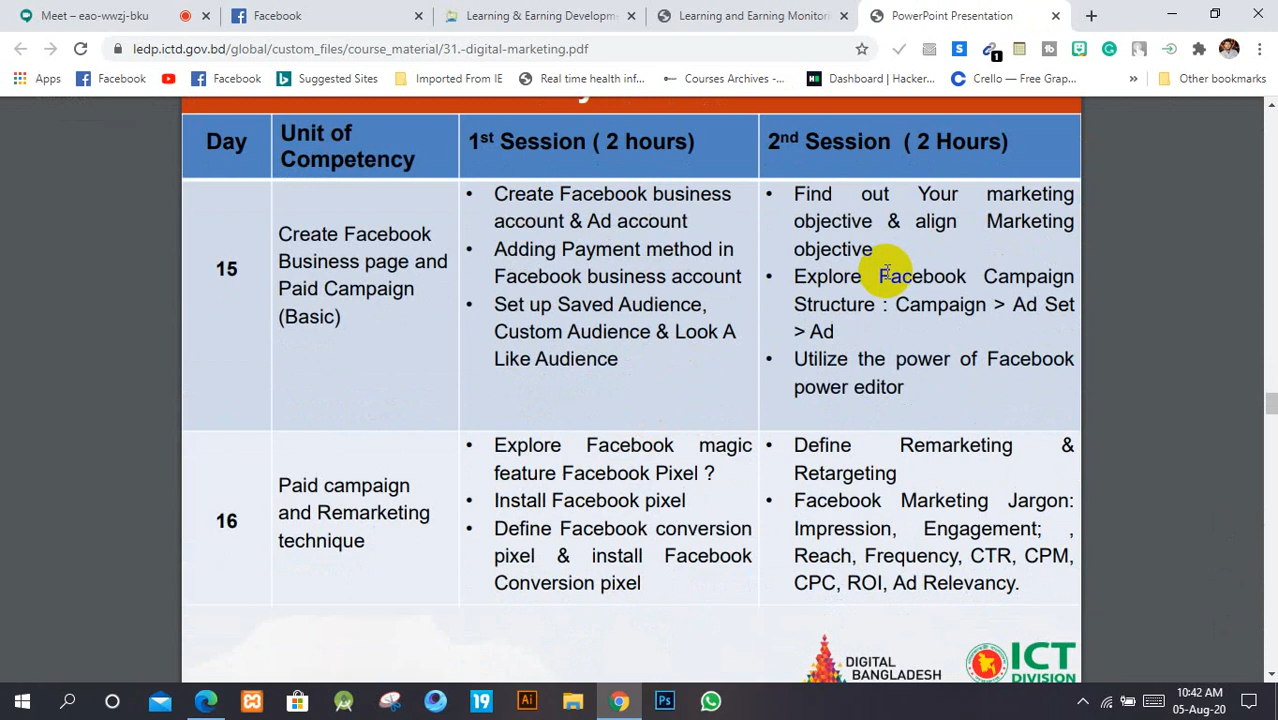 Meet – eao-wwzj-bku
Facebook
Learning & Earning Developm
Learning and Earning Monitori
PowerPoint Presentation
ledp.ictd.gov.bd/global/custom_files/course_material/31.-digital-marketing.pdf
Apps
Facebook
Facebook
Suggested Sites
Imported From IE
Real time health inf...
Courses Archives -...
Dashboard | Hacker...
Crello — Free Grap...
Other bookmarks
Day
Unit of
Competency
1st Session ( 2 hours)
2nd Session ( 2 Hours)
15
Create Facebook
Business page and
Paid Campaign
(Basic)
• Create Facebook business
account & Ad account
• Adding Payment method in
Facebook business account
• Set up Saved Audience,
Custom Audience & Look A
Like Audience
• Find out Your marketing
objective & align Marketing
objective
• Explore Facebook Campaign
Structure : Campaign > Ad Set
> Ad
• Utilize the power of Facebook
power editor
16
Paid campaign
and Remarketing
technique
• Explore Facebook magic
feature Facebook Pixel ?
• Install Facebook pixel
• Define Facebook conversion
pixel & install Facebook
Conversion pixel
• Define Remarketing &
Retargeting
• Facebook Marketing Jargon:
Impression, Engagement; ,
Reach, Frequency, CTR, CPM,
CPC, ROI, Ad Relevancy.
DIGITAL
BANGLADESH
ICT
DIVISION
10:42 AM
05-Aug-20